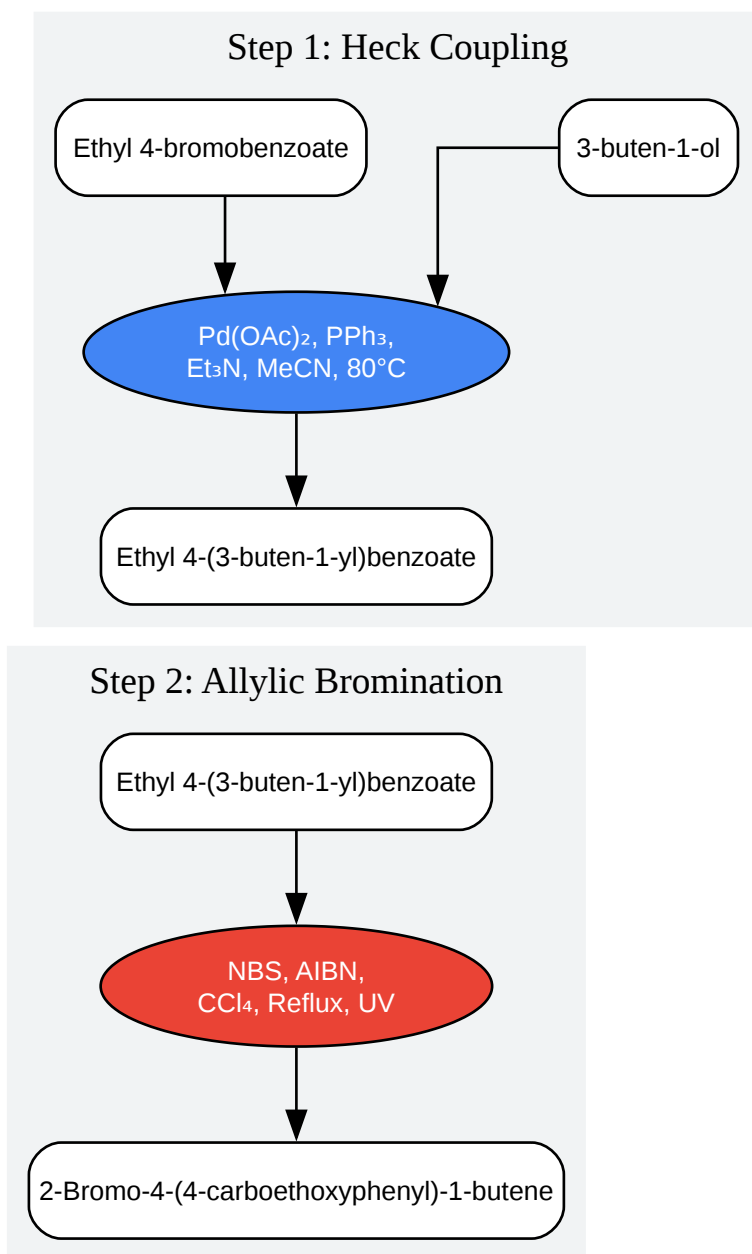 Step 1: Heck Coupling
Ethyl 4-bromobenzoate
3-buten-1-ol
Pd(OAc)₂, PPh₃,
Et₃N, MeCN, 80°C
Ethyl 4-(3-buten-1-yl)benzoate
Step 2: Allylic Bromination
Ethyl 4-(3-buten-1-yl)benzoate
NBS, AIBN,
CCl₄, Reflux, UV
2-Bromo-4-(4-carboethoxyphenyl)-1-butene